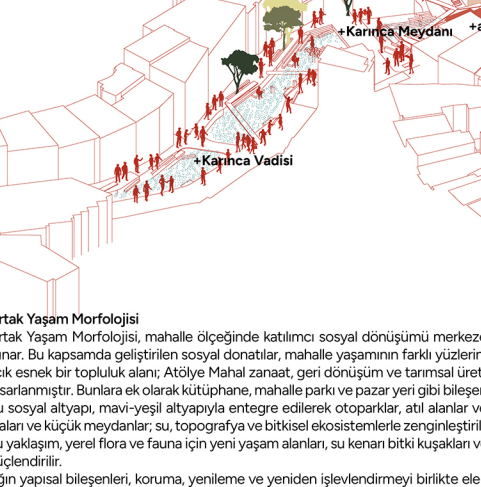 +Karınca Meydanı
+a
+Karınca Vadisi
rtak Yaşam Morfolojisi
rtak Yaşam Morfolojisi, mahalle ölçeğinde katılımcı sosyal dönüşümü merkeze
ınar. Bu kapsamda geliştirilen sosyal donatılar, mahalle yaşamının farklı yüzlerin
çık esnek bir topluluk alanı; Atölye Mahal zanaat, geri dönüşüm ve tarımsal üret
sarlanmıştır. Bunlara ek olarak kütüphane, mahalle parkı ve pazar yeri gibi bileşen
u sosyal altyapı, mavi-yeşil altyapıyla entegre edilerek otoparklar, atıl alanlar v
aları ve küçük meydanlar; su, topografya ve bitkisel ekosistemlerle zenginleştiril
u yaklaşım, yerel flora ve fauna için yeni yaşam alanları, su kenarı bitki kuşakları v
üçlendirilir.
ğın yapısal bileşenleri, koruma, yenileme ve yeniden işlevlendirmeyi birlikte ele